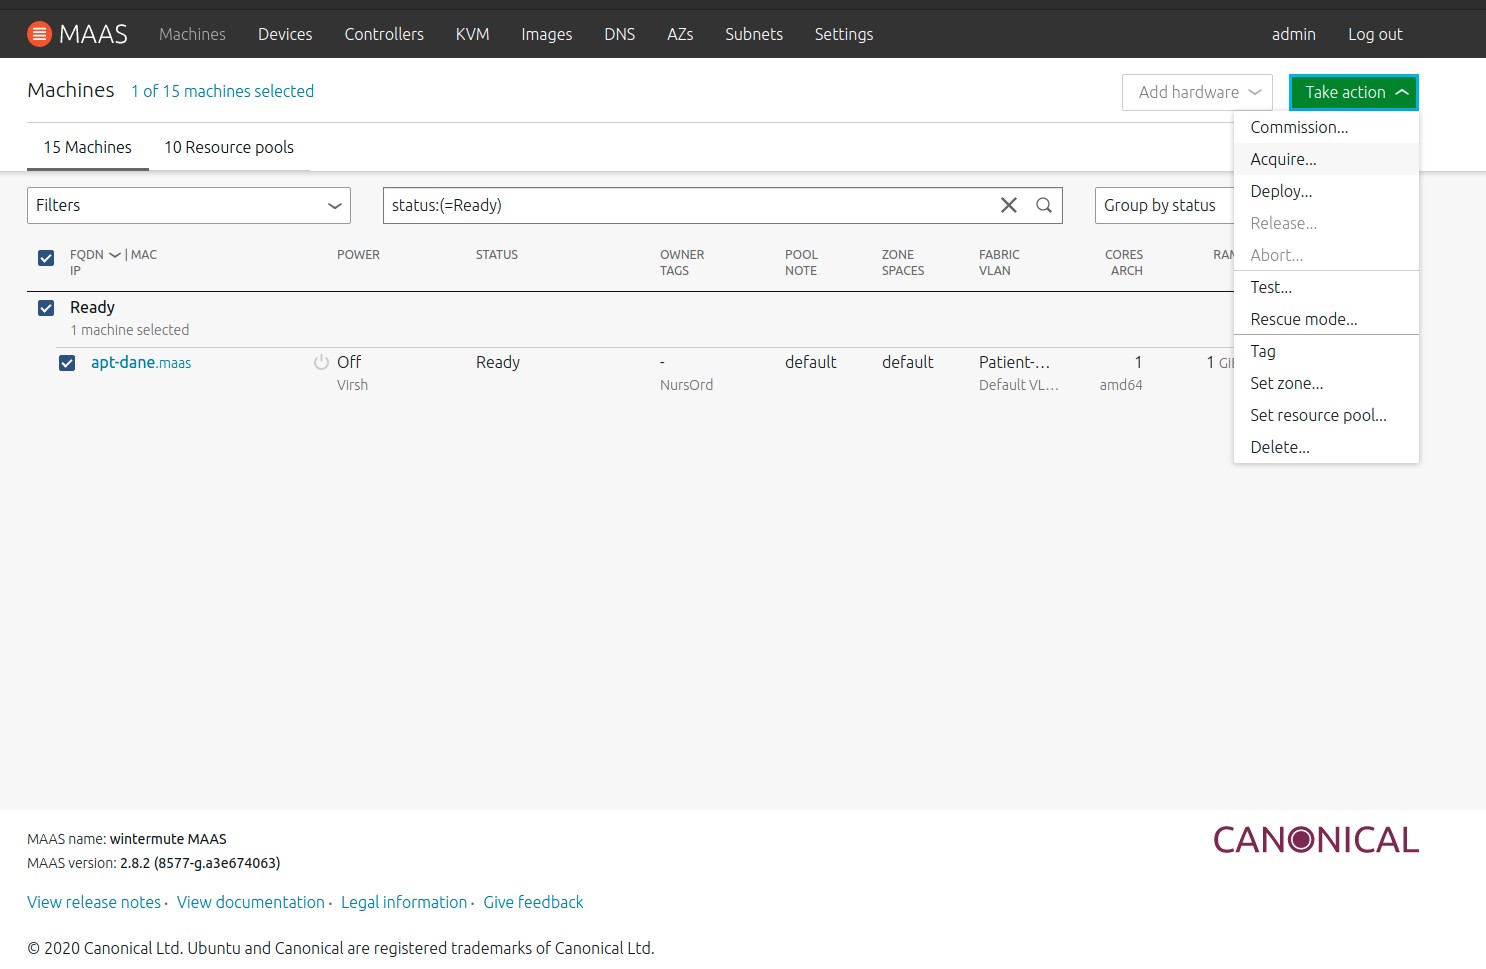 MAAS Machines Devices Controllers KVM Images DNS AZs Subnets Settings admin Log out
Machines 1 of 15 machines selected Add hardware Take action
15 Machines 10 Resource pools
Commission...
Acquire...
Deploy...
Release...
Abort...
Test...
Rescue mode...
Tag
Set zone...
Set resource pool...
Delete...
Filters status:(=Ready) Group by status
FQDN | MAC POWER STATUS OWNER POOL ZONE FABRIC CORES
IP TAGS NOTE SPACES VLAN ARCH
Ready
1 machine selected
apt-dane.maas Off Ready - default default Patient-... 1 1
Virsh NursOrd Default VL... amd64
MAAS name: wintermute MAAS
MAAS version: 2.8.2 (8577-g.a3e674063)
CANONICAL
View release notes · View documentation · Legal information · Give feedback
© 2020 Canonical Ltd. Ubuntu and Canonical are registered trademarks of Canonical Ltd.